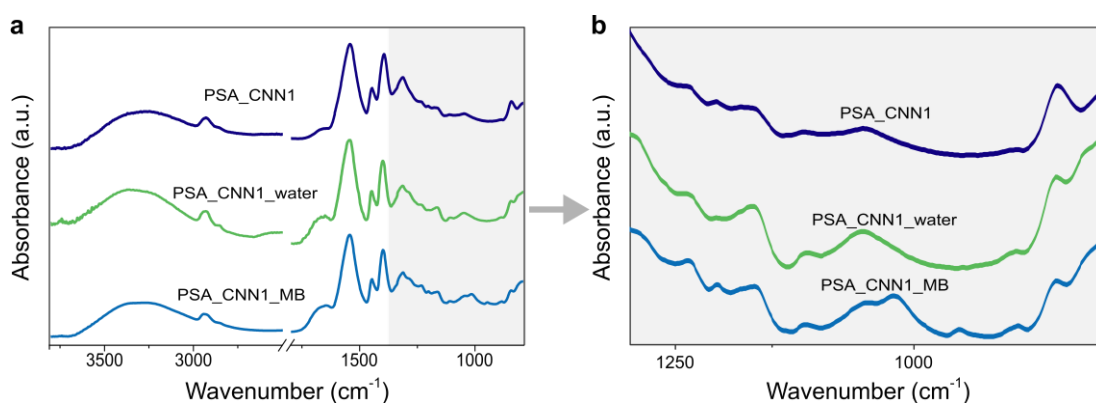 a
Absorbance (a.u.)
PSA_CNN1
PSA_CNN1_water
PSA_CNN1_MB
3500
3000
1500
1000
Wavenumber (cm⁻¹)
b
Absorbance (a.u.)
PSA_CNN1
PSA_CNN1_water
PSA_CNN1_MB
1250
1000
Wavenumber (cm⁻¹)